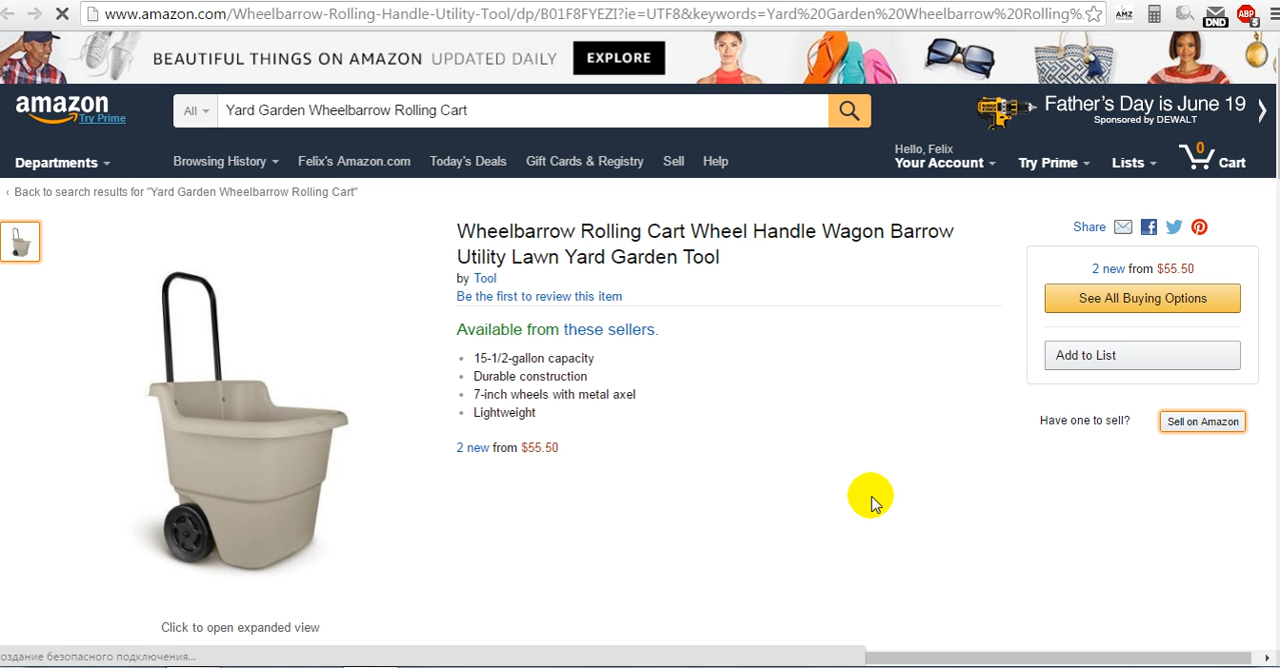 www.amazon.com/Wheelbarrow-Rolling-Handle-Utility-Tool/dp/B01F8FYEZI?ie=UTF8&keywords=Yard%20Garden%20Wheelbarrow%20Rolling%
AMZ
DND
ABP
5
BEAUTIFUL THINGS ON AMAZON UPDATED DAILY EXPLORE
amazon
Try Prime
All
Yard Garden Wheelbarrow Rolling Cart
Father's Day is June 19
Sponsored by DEWALT
Departments
Browsing History
Felix's Amazon.com
Today's Deals
Gift Cards & Registry
Sell
Help
Hello, Felix
Your Account
Try Prime
Lists
0
Cart
‹ Back to search results for "Yard Garden Wheelbarrow Rolling Cart"
Wheelbarrow Rolling Cart Wheel Handle Wagon Barrow
Utility Lawn Yard Garden Tool
by Tool
Be the first to review this item
Available from these sellers.
• 15-1/2-gallon capacity
• Durable construction
• 7-inch wheels with metal axel
• Lightweight
2 new from $55.50
Click to open expanded view
Share
2 new from $55.50
See All Buying Options
Add to List
Have one to sell?
Sell on Amazon
оздание безопасного подключения...